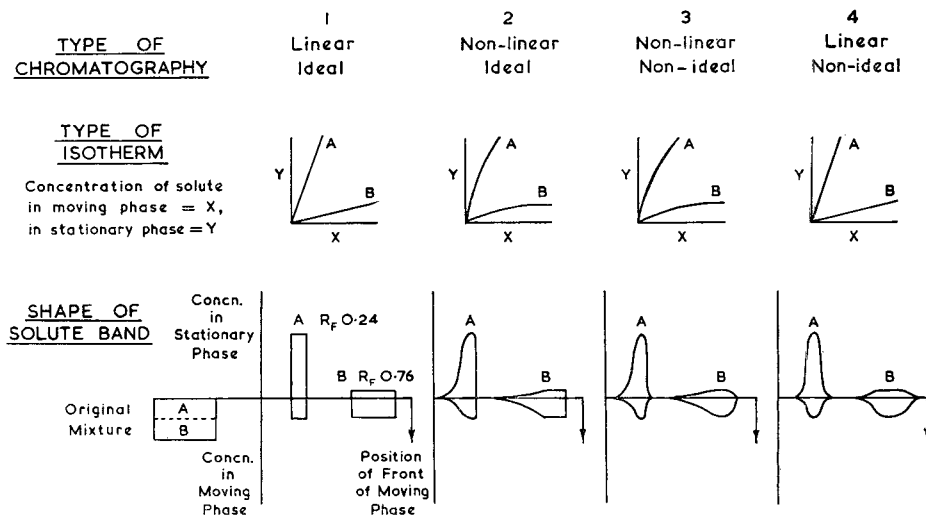 TYPE OF
CHROMATOGRAPHY
1
Linear
Ideal
2
Non-linear
Ideal
3
Non-linear
Non-ideal
4
Linear
Non-ideal
TYPE OF
ISOTHERM
Concentration of solute
in moving phase = X,
in stationary phase = Y
Y
A
B
X
Y
A
B
X
Y
A
B
X
Y
A
B
X
SHAPE OF
SOLUTE BAND
Concn.
in
Stationary
Phase
Original
Mixture
A
B
Concn.
in
Moving
Phase
A RF 0·24
B RF 0·76
Position
of Front
of Moving
Phase
A
B
A
B
A
B